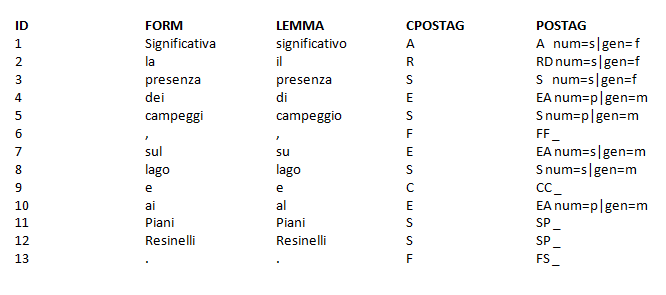 ID FORM LEMMA CPOSTAG POSTAG
1 Significativa significativo A A num=s|gen=f
2 la il R RD num=s|gen=f
3 presenza presenza S S num=s|gen=f
4 dei di E EA num=p|gen=m
5 campeggi campeggio S S num=p|gen=m
6 , , F FF _
7 sul su E EA num=s|gen=m
8 lago lago S S num=s|gen=m
9 e e C CC _
10 ai al E EA num=p|gen=m
11 Piani Piani S SP _
12 Resinelli Resinelli S SP _
13 . . F FS _